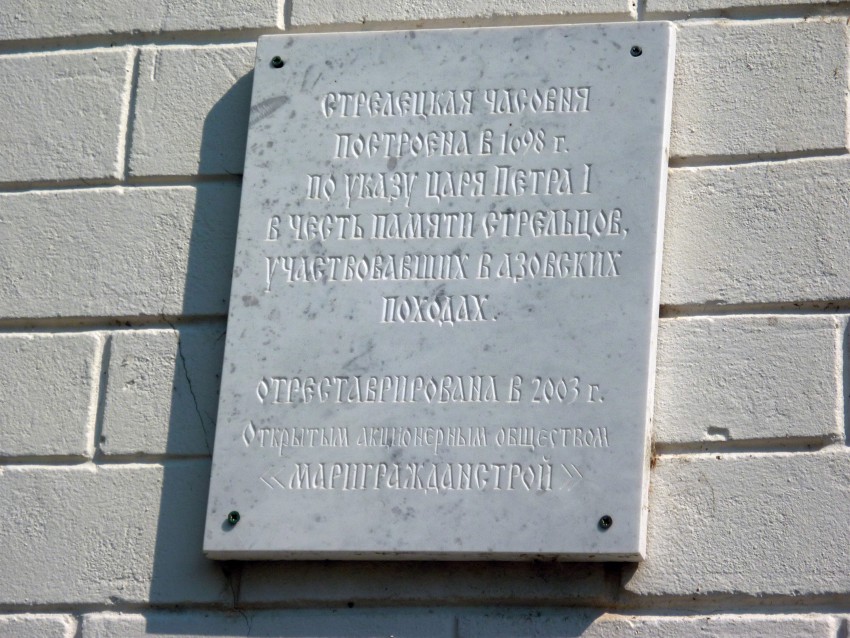 СТРЕЛЕЦКАЯ ЧАСОВНЯ
ПОСТРОЕНА В 1698 г.
ПО УКАЗУ ЦАРЯ ПЕТРА I
В ЧЕСТЬ ПАМЯТИ СТРЕЛЬЦОВ,
УЧАСТВОВАВШИХ В АЗОВСКИХ
ПОХОДАХ.
ОТРЕСТАВРИРОВАНА В 2003 г.
ОТКРЫТЫМ АКЦИОНЕРНЫМ ОБЩЕСТВОМ
«МАРИГРАЖДАНСТРОЙ»